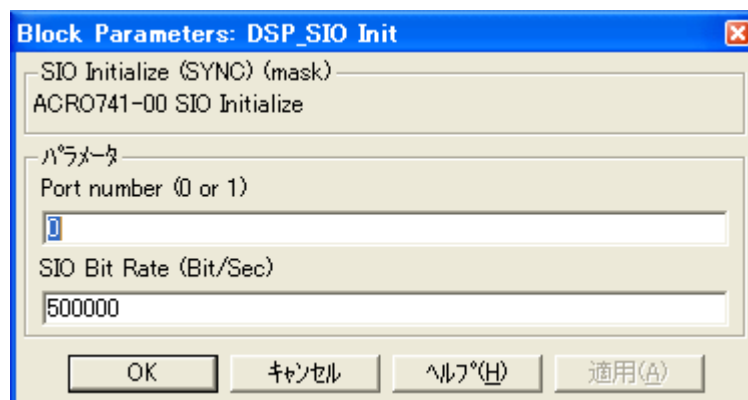 Block Parameters: DSP_SIO Init
SIO Initialize (SYNC) (mask)
ACRO741-00 SIO Initialize
ﾊﾟﾗﾒｰﾀ
Port number (0 or 1)
0
SIO Bit Rate (Bit/Sec)
500000
OK ｷｬﾝｾﾙ ﾍﾙﾌﾟ(H) 適用(A)